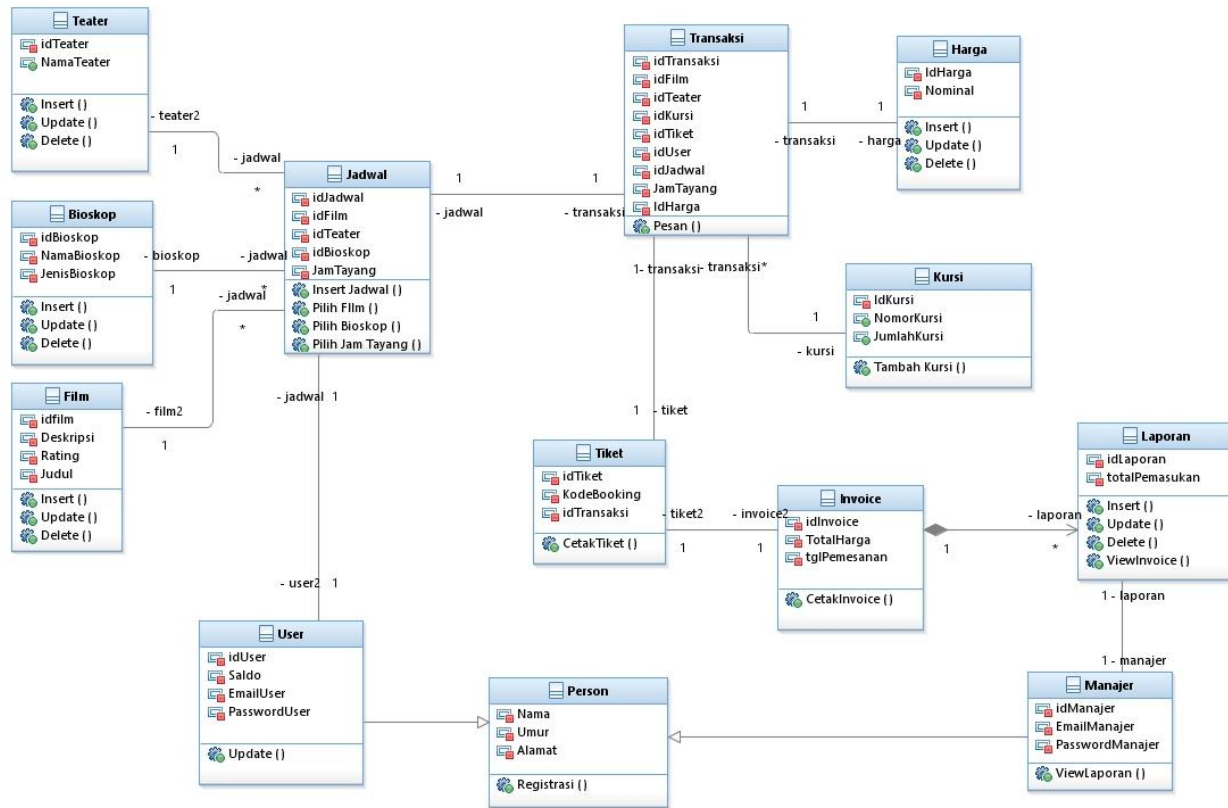 Teater
idTeater
NamaTeater
Insert ()
Update ()
Delete ()
- teater2
1
- jadwal
*
Bioskop
idBioskop
NamaBioskop
JenisBioskop
Insert ()
Update ()
Delete ()
- bioskop
1
- jadwal
*
Film
idfilm
Deskripsi
Rating
Judul
Insert ()
Update ()
Delete ()
- film2
1
- jadwal
*
Jadwal
idJadwal
idFilm
idTeater
idBioskop
JamTayang
Insert Jadwal ()
Pilih FIlm ()
Pilih Bioskop ()
Pilih Jam Tayang ()
1
- jadwal
1
- transaksi
- jadwal 1
- user2 1
Transaksi
idTransaksi
idFilm
idTeater
idKursi
idTiket
idUser
idJadwal
JamTayang
IdHarga
Pesan ()
1
- transaksi
1
- harga
Harga
IdHarga
Nominal
Insert ()
Update ()
Delete ()
1 - transaksi
- transaksi *
1
- kursi
Kursi
IdKursi
NomorKursi
JumlahKursi
Tambah Kursi ()
1 - tiket
Tiket
idTiket
KodeBooking
idTransaksi
CetakTiket ()
- tiket2
1
- invoice2
1
Invoice
idInvoice
TotalHarga
tglPemesanan
CetakInvoice ()
1
- laporan
*
Laporan
idLaporan
totalPemasukan
Insert ()
Update ()
Delete ()
ViewInvoice ()
1 - laporan
1 - manajer
User
idUser
Saldo
EmailUser
PasswordUser
Update ()
Person
Nama
Umur
Alamat
Registrasi ()
Manajer
idManajer
EmailManajer
PasswordManajer
ViewLaporan ()